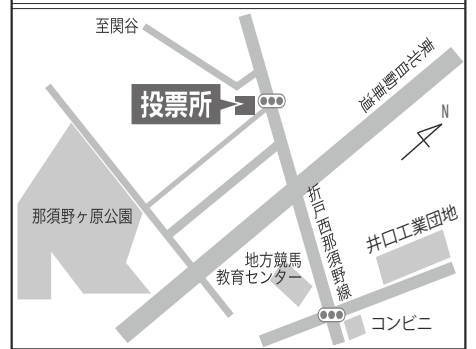 至関谷
投票所
東北自動車道
N
那須野ヶ原公園
折戸西那須野線
井口工業団地
地方競馬
教育センター
コンビニ